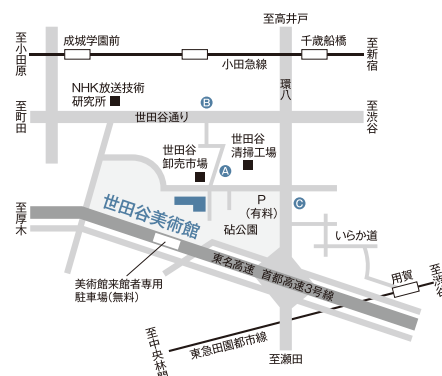 至高井戸
至小田原
成城学園前
千歳船橋
至新宿
小田急線
環八
NHK放送技術
研究所
B
至町田
世田谷通り
至渋谷
世田谷
卸売市場
世田谷
清掃工場
A
世田谷美術館
P
(有料)
C
砧公園
いらか道
至厚木
東名高速 首都高速3号線
美術館来館者専用
駐車場(無料)
用賀
至渋谷
至中央林間
東急田園都市線
至瀬田